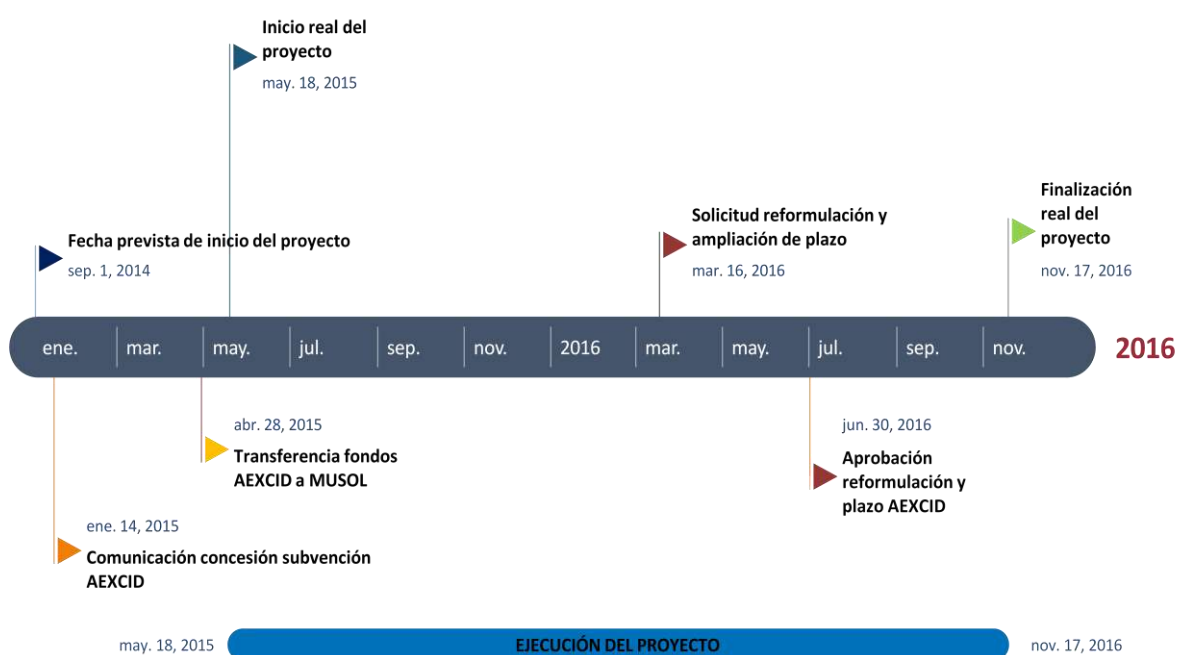 Inicio real del
proyecto
may. 18, 2015
Fecha prevista de inicio del proyecto
sep. 1, 2014
Solicitud reformulación y
ampliación de plazo
mar. 16, 2016
Finalización
real del
proyecto
nov. 17, 2016
ene. mar. may. jul. sep. nov. 2016 mar. may. jul. sep. nov. 2016
abr. 28, 2015
Transferencia fondos
AEXCID a MUSOL
jun. 30, 2016
Aprobación
reformulación y
plazo AEXCID
ene. 14, 2015
Comunicación concesión subvención
AEXCID
may. 18, 2015 EJECUCIÓN DEL PROYECTO nov. 17, 2016